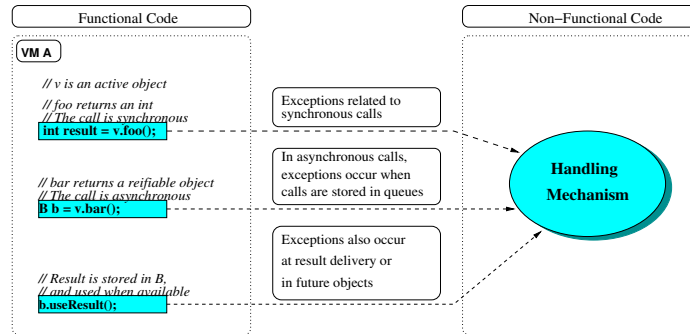 Functional Code
Non-Functional Code
VM A
// v is an active object
// foo returns an int
// The call is synchronous
int result = v.foo();
Exceptions related to
synchronous calls
// bar returns a reifiable object
// The call is asynchronous
B b = v.bar();
In asynchronous calls,
exceptions occur when
calls are stored in queues
Handling
Mechanism
Exceptions also occur
at result delivery or
in future objects
// Result is stored in B,
// and used when available
b.useResult();